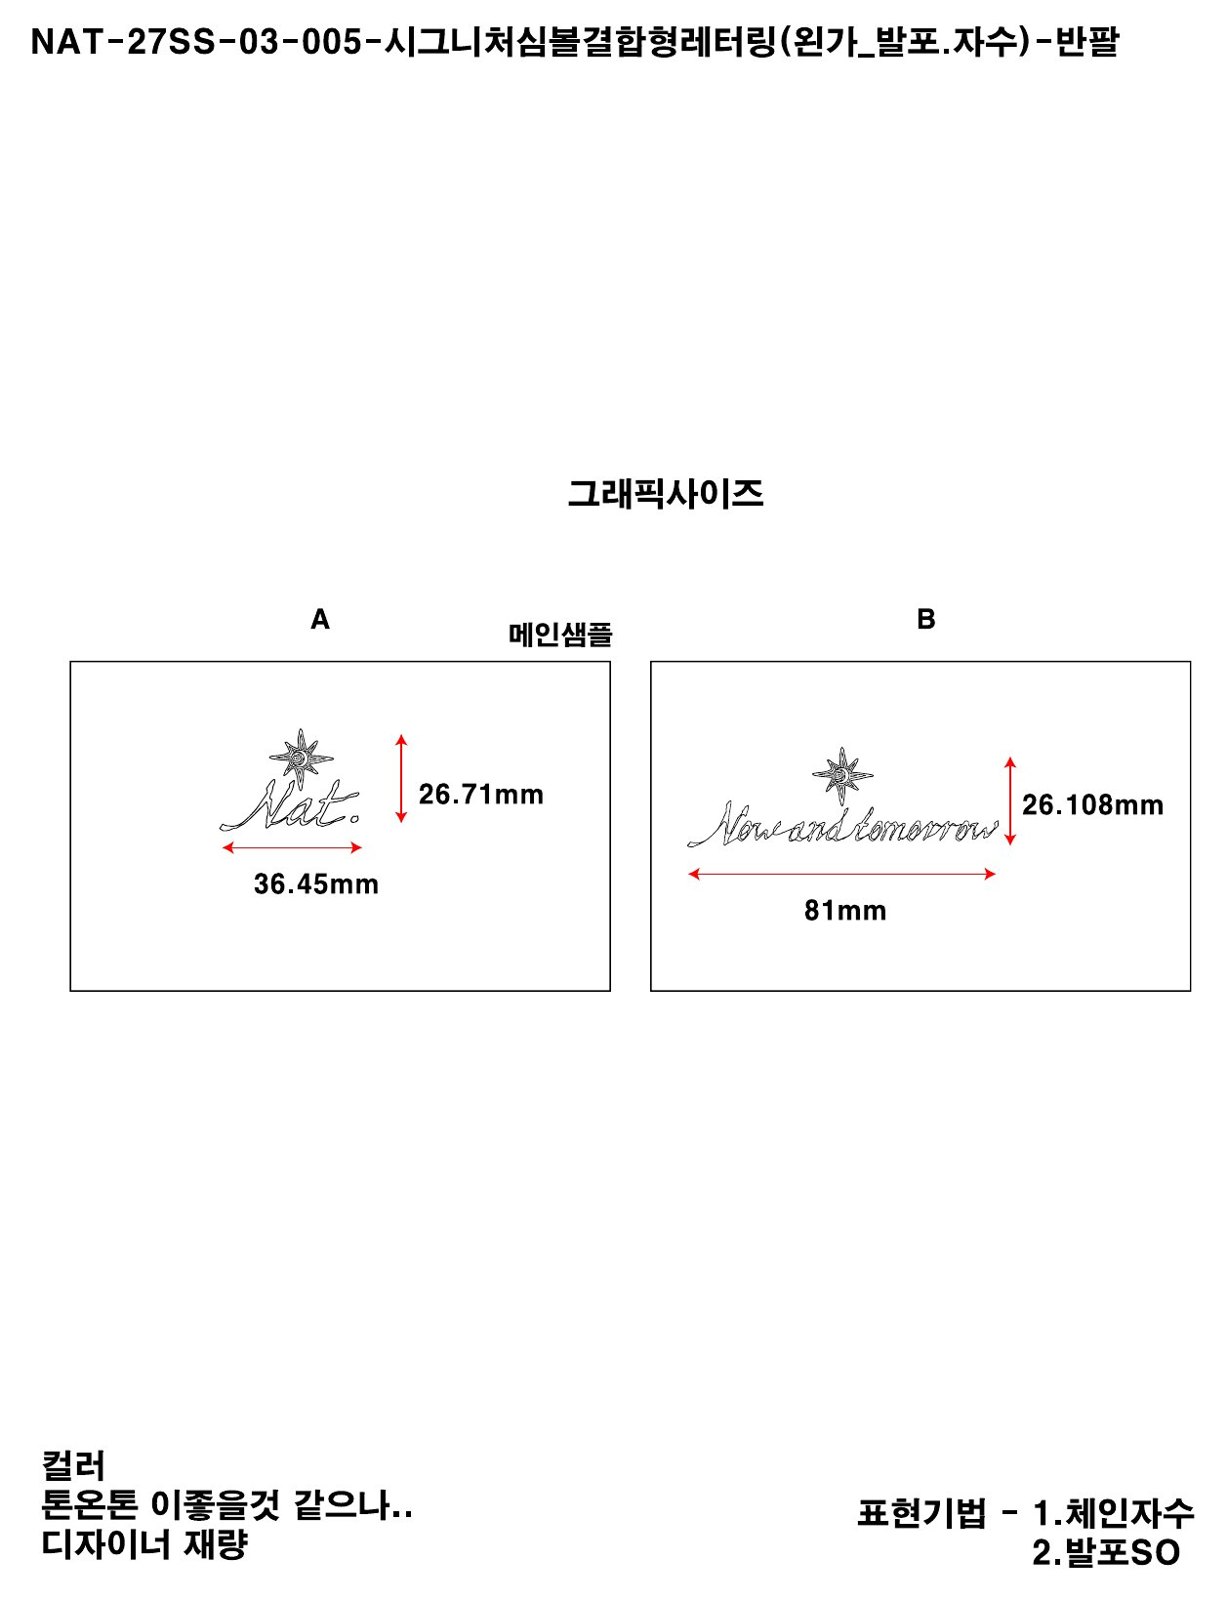 NAT-27SS-03-005-시그니처심볼결합형레터링(왼가_발포.자수)-반팔
그래픽사이즈
A
B
메인샘플
Nat.
26.71mm
36.45mm
Now and tomorrow
26.108mm
81mm
컬러
톤온톤 이좋을것 같으나..
디자이너 재량
표현기법 - 1.체인자수
2.발포SO